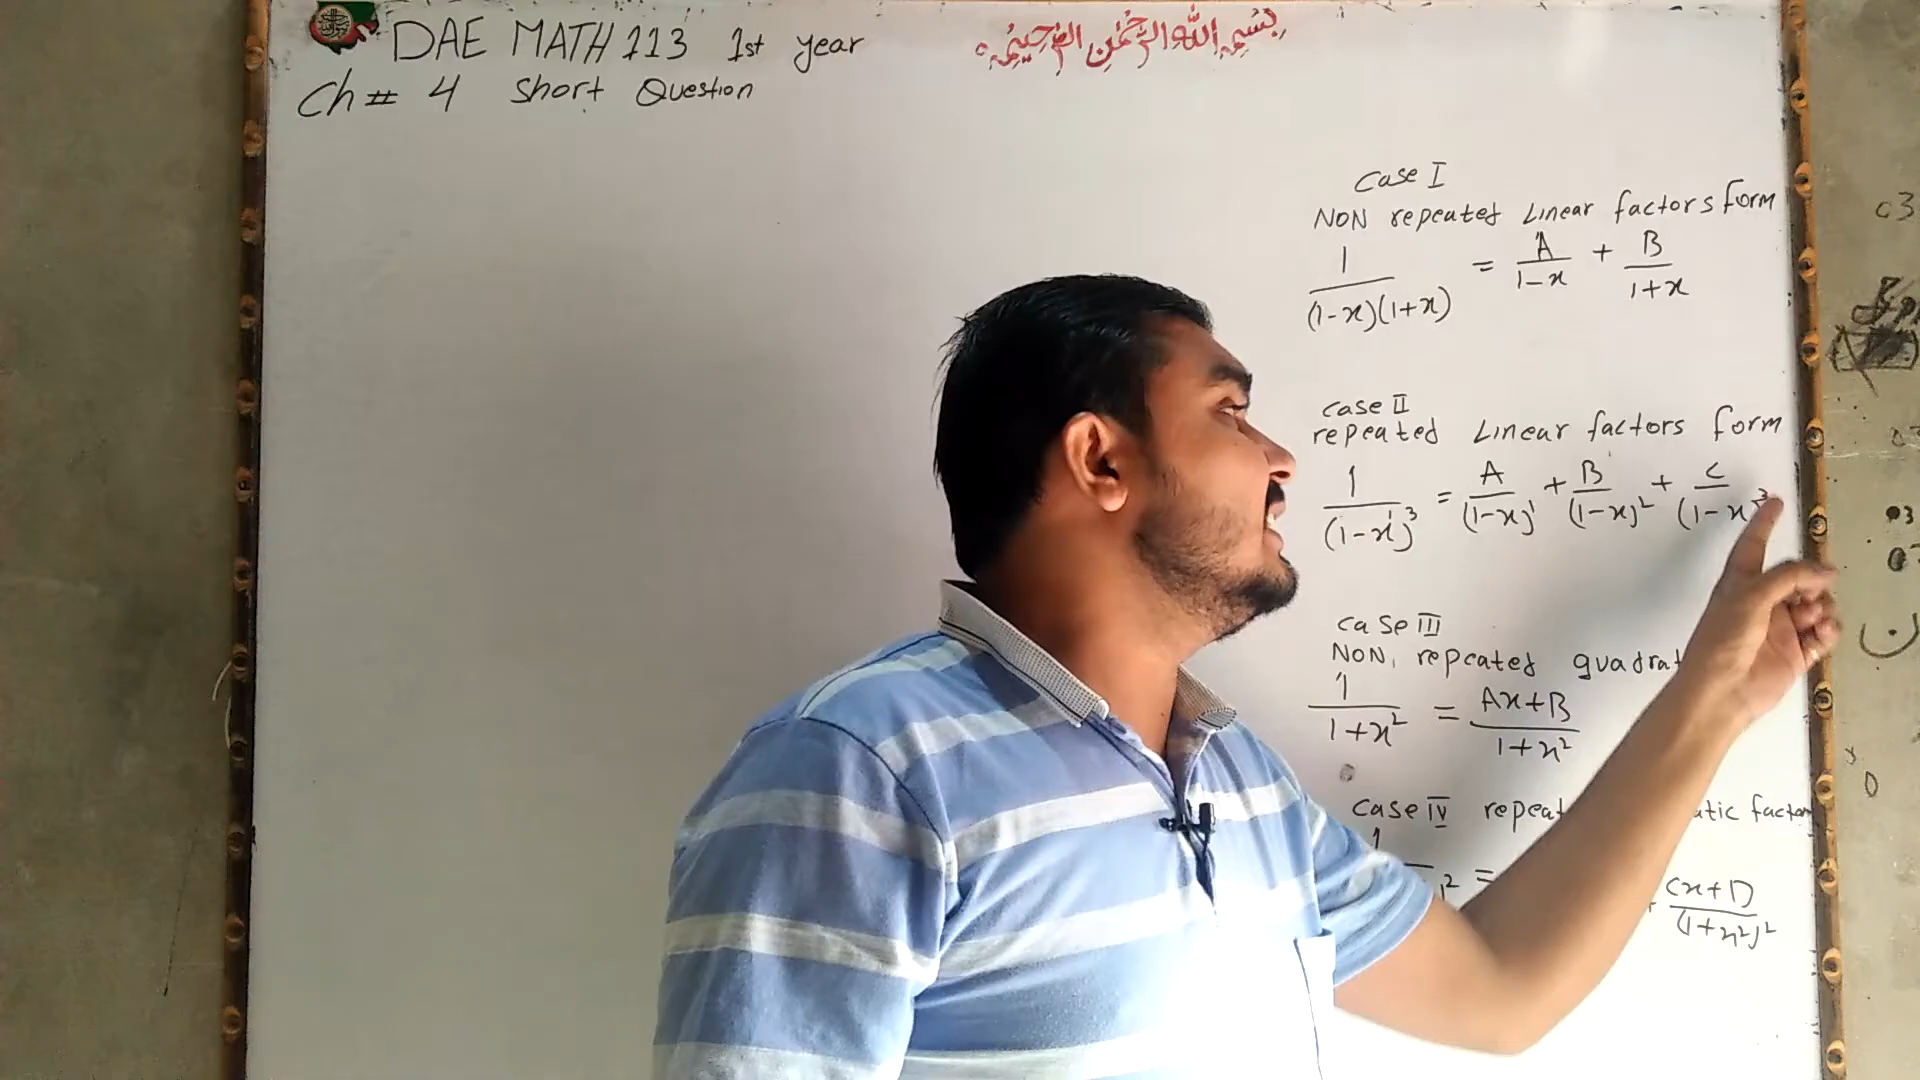 DAE MATH 113 1st year
بسم الله الرحمن الرحيم
Ch # 4 Short Question
Case I
NON repeated Linear factors form
1/(1-x)(1+x) = A/1-x + B/1+x
Case II
repeated Linear factors form
1/(1-x)^3 = A/(1-x)^1 + B/(1-x)^2 + C/(1-x)^3
Case III
NON repeated
1/1+x^2 = Ax+B/1+x^2
Case IV
Cx+D/(1+x^2)^2